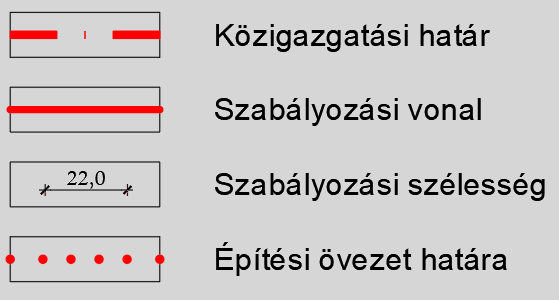 Közigazgatási határ
Szabályozási vonal
22,0 Szabályozási szélesség
Építési övezet határa